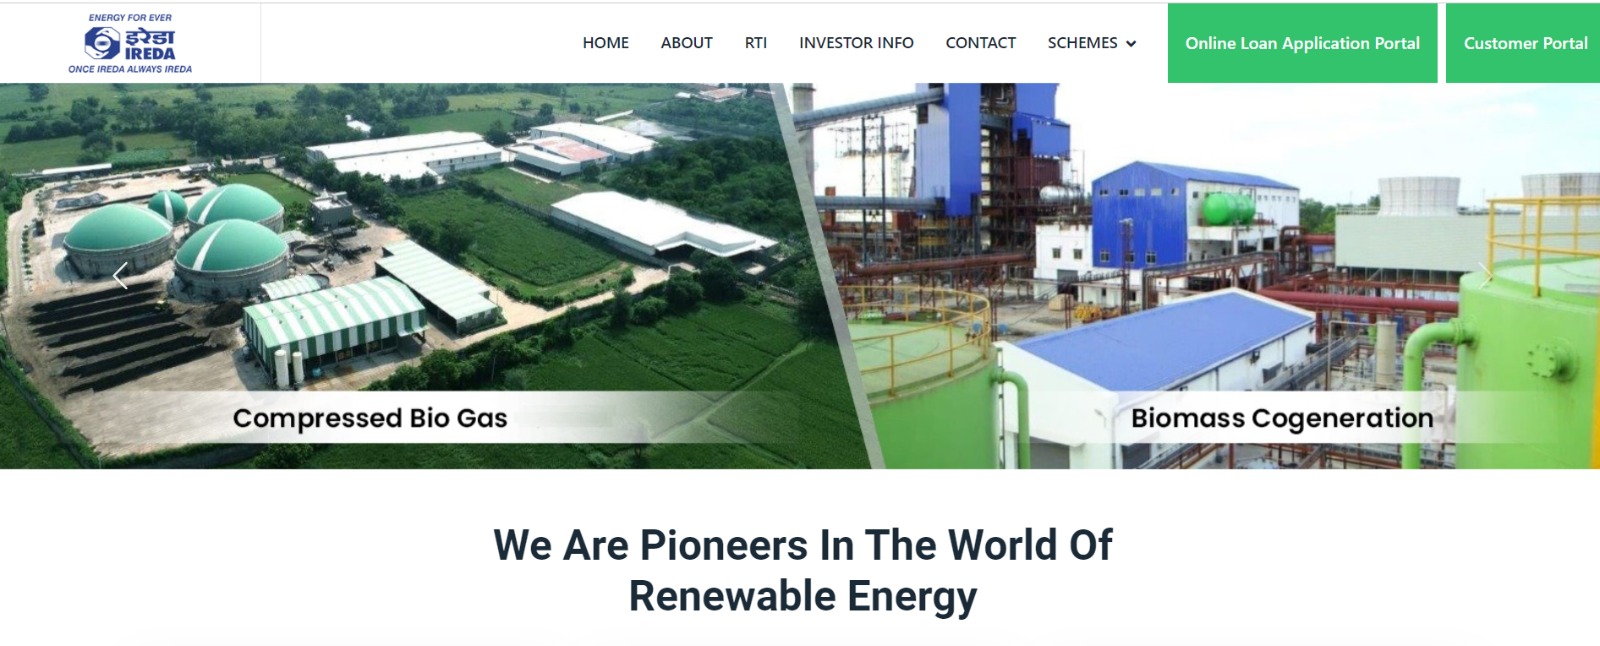 ENERGY FOR EVER
इरेडा
IREDA
ONCE IREDA ALWAYS IREDA
HOME ABOUT RTI INVESTOR INFO CONTACT SCHEMES
Online Loan Application Portal
Customer Portal
Compressed Bio Gas
Biomass Cogeneration
We Are Pioneers In The World Of
Renewable Energy